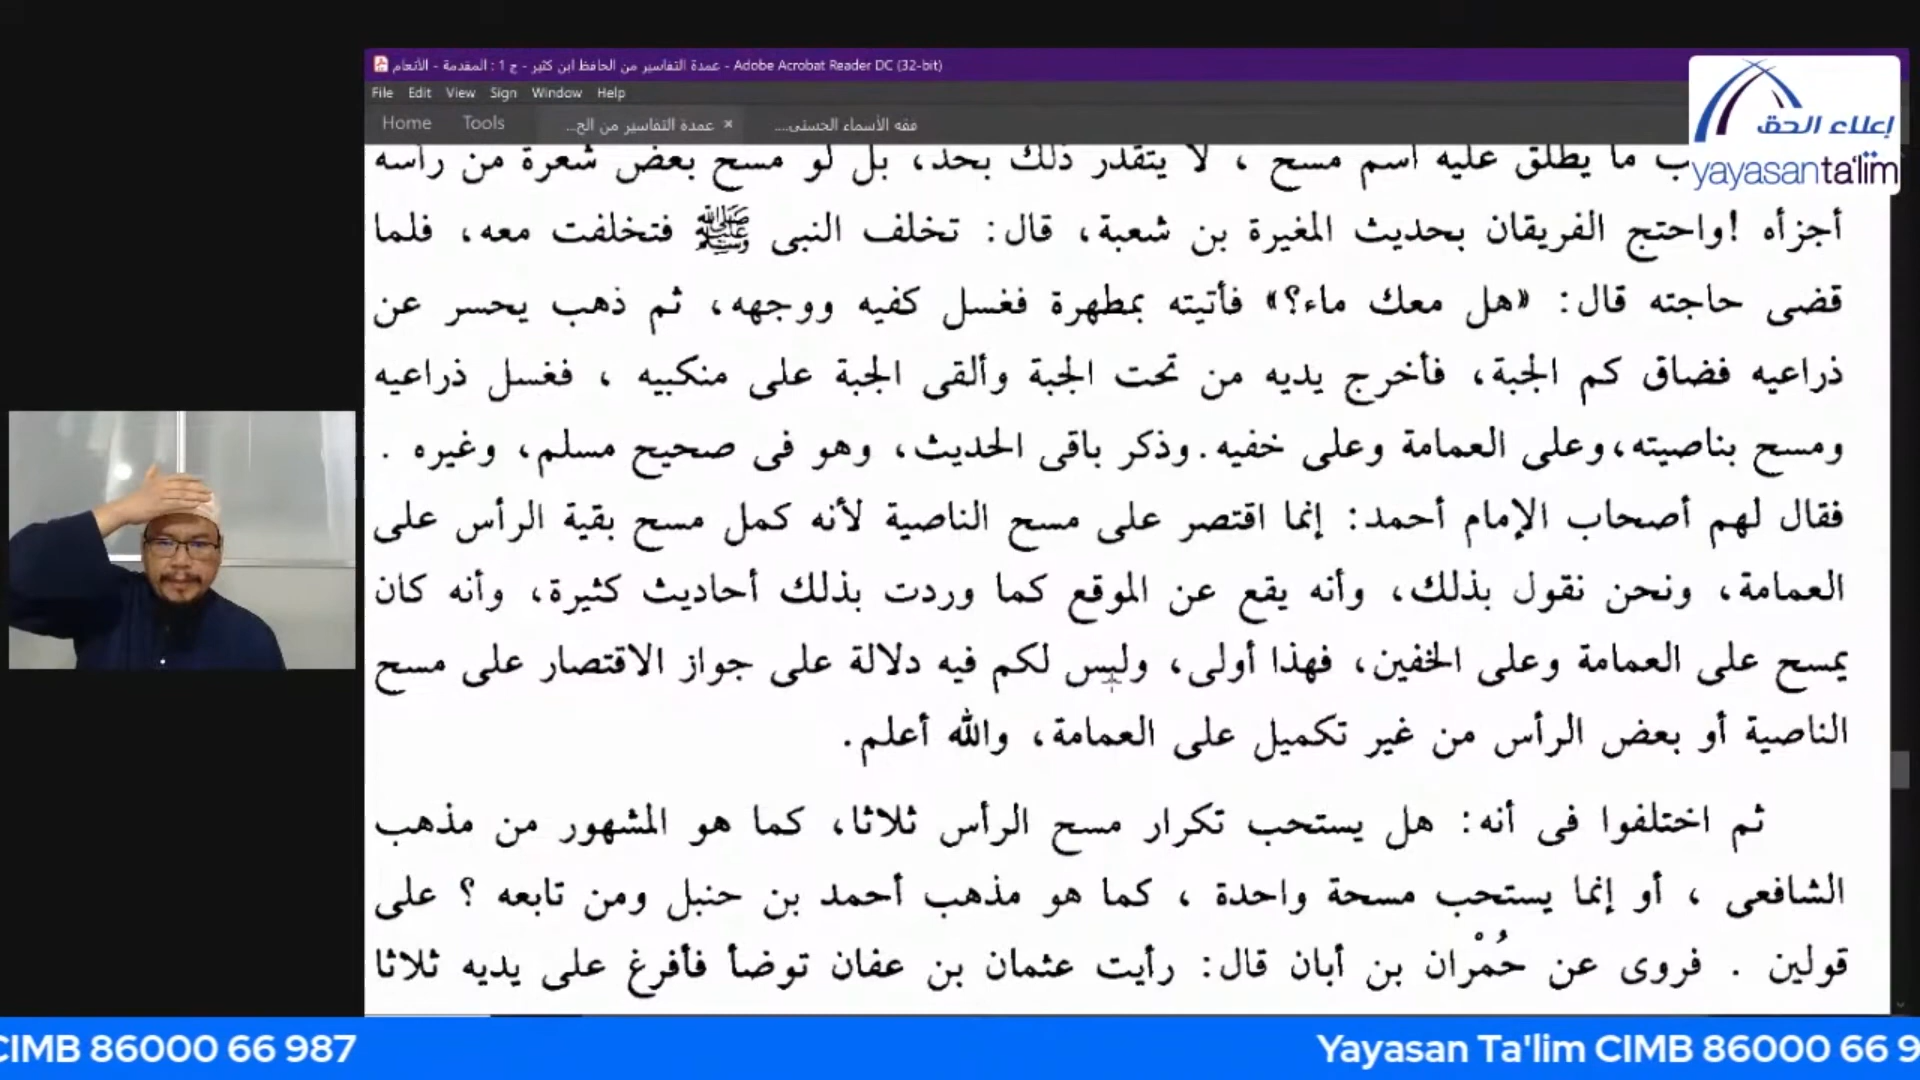 عمدة التفاسير من الحافظ ابن كثير - ج 1 : المقدمة - الأنعام - Adobe Acrobat Reader DC (32-bit)
File Edit View Sign Window Help
Home Tools عمدة التفاسير من الح... × فقه الأسماء الحسنى....
إعلاء الحق
yayasanta'lim
ما يطلق عليه اسم مسح ، لا يتقدر ذلك بحد، بل لو مسح بعض شعرة من رأسه
أجزأه !واحتج الفريقان بحديث المغيرة بن شعبة، قال: تخلف النبى ﷺ فتخلفت معه، فلما
قضى حاجته قال: «هل معك ماء؟» فأتيته بمطهرة فغسل كفيه ووجهه، ثم ذهب يحسر عن
ذراعيه فضاق كم الجبة، فأخرج يديه من تحت الجبة وألقى الجبة على منكبيه ، فغسل ذراعيه
ومسح بناصيته،وعلى العمامة وعلى خفيه.وذكر باقى الحديث، وهو فى صحيح مسلم، وغيره .
فقال لهم أصحاب الإمام أحمد: إنما اقتصر على مسح الناصية لأنه كمل مسح بقية الرأس على
العمامة، ونحن نقول بذلك، وأنه يقع عن الموقع كما وردت بذلك أحاديث كثيرة، وأنه كان
يمسح على العمامة وعلى الخفين، فهذا أولى، وليس لكم فيه دلالة على جواز الاقتصار على مسح
الناصية أو بعض الرأس من غير تكميل على العمامة، والله أعلم.
ثم اختلفوا فى أنه: هل يستحب تكرار مسح الرأس ثلاثا، كما هو المشهور من مذهب
الشافعى ، أو إنما يستحب مسحة واحدة ، كما هو مذهب أحمد بن حنبل ومن تابعه ؟ على
قولين . فروى عن حُمْران بن أبان قال: رأيت عثمان بن عفان توضأ فأفرغ على يديه ثلاثا
CIMB 86000 66 987 Yayasan Ta'lim CIMB 86000 66 9